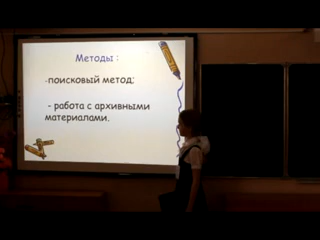 Методы :
-поисковый метод;
- работа с архивными
материалами.